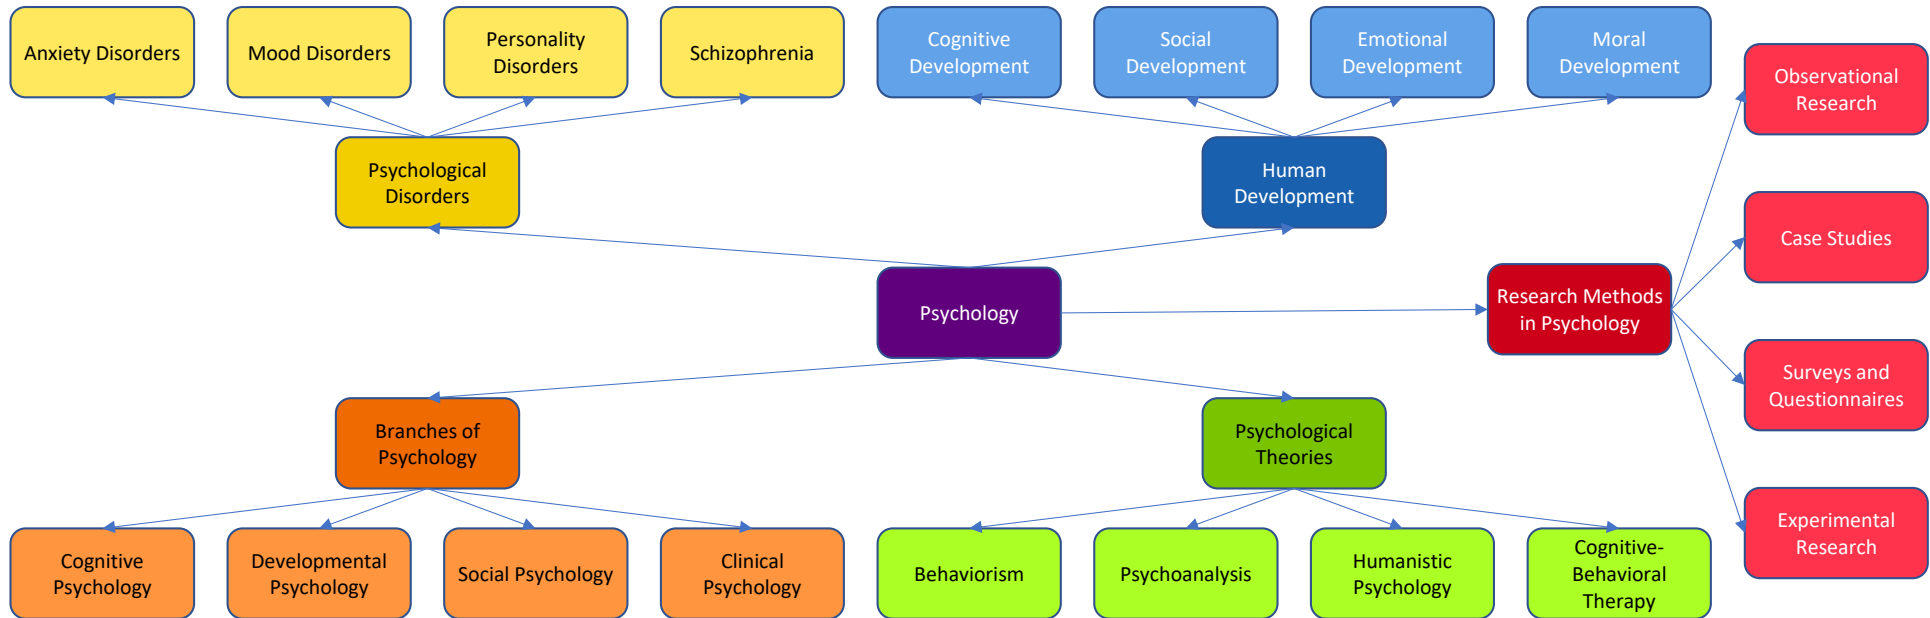 Anxiety Disorders
Mood Disorders
Personality
Disorders
Schizophrenia
Cognitive
Development
Social
Development
Emotional
Development
Moral
Development
Observational
Research
Psychological
Disorders
Human
Development
Case Studies
Psychology
Research Methods
in Psychology
Surveys and
Questionnaires
Branches of
Psychology
Psychological
Theories
Experimental
Research
Cognitive
Psychology
Developmental
Psychology
Social Psychology
Clinical
Psychology
Behaviorism
Psychoanalysis
Humanistic
Psychology
Cognitive-
Behavioral
Therapy